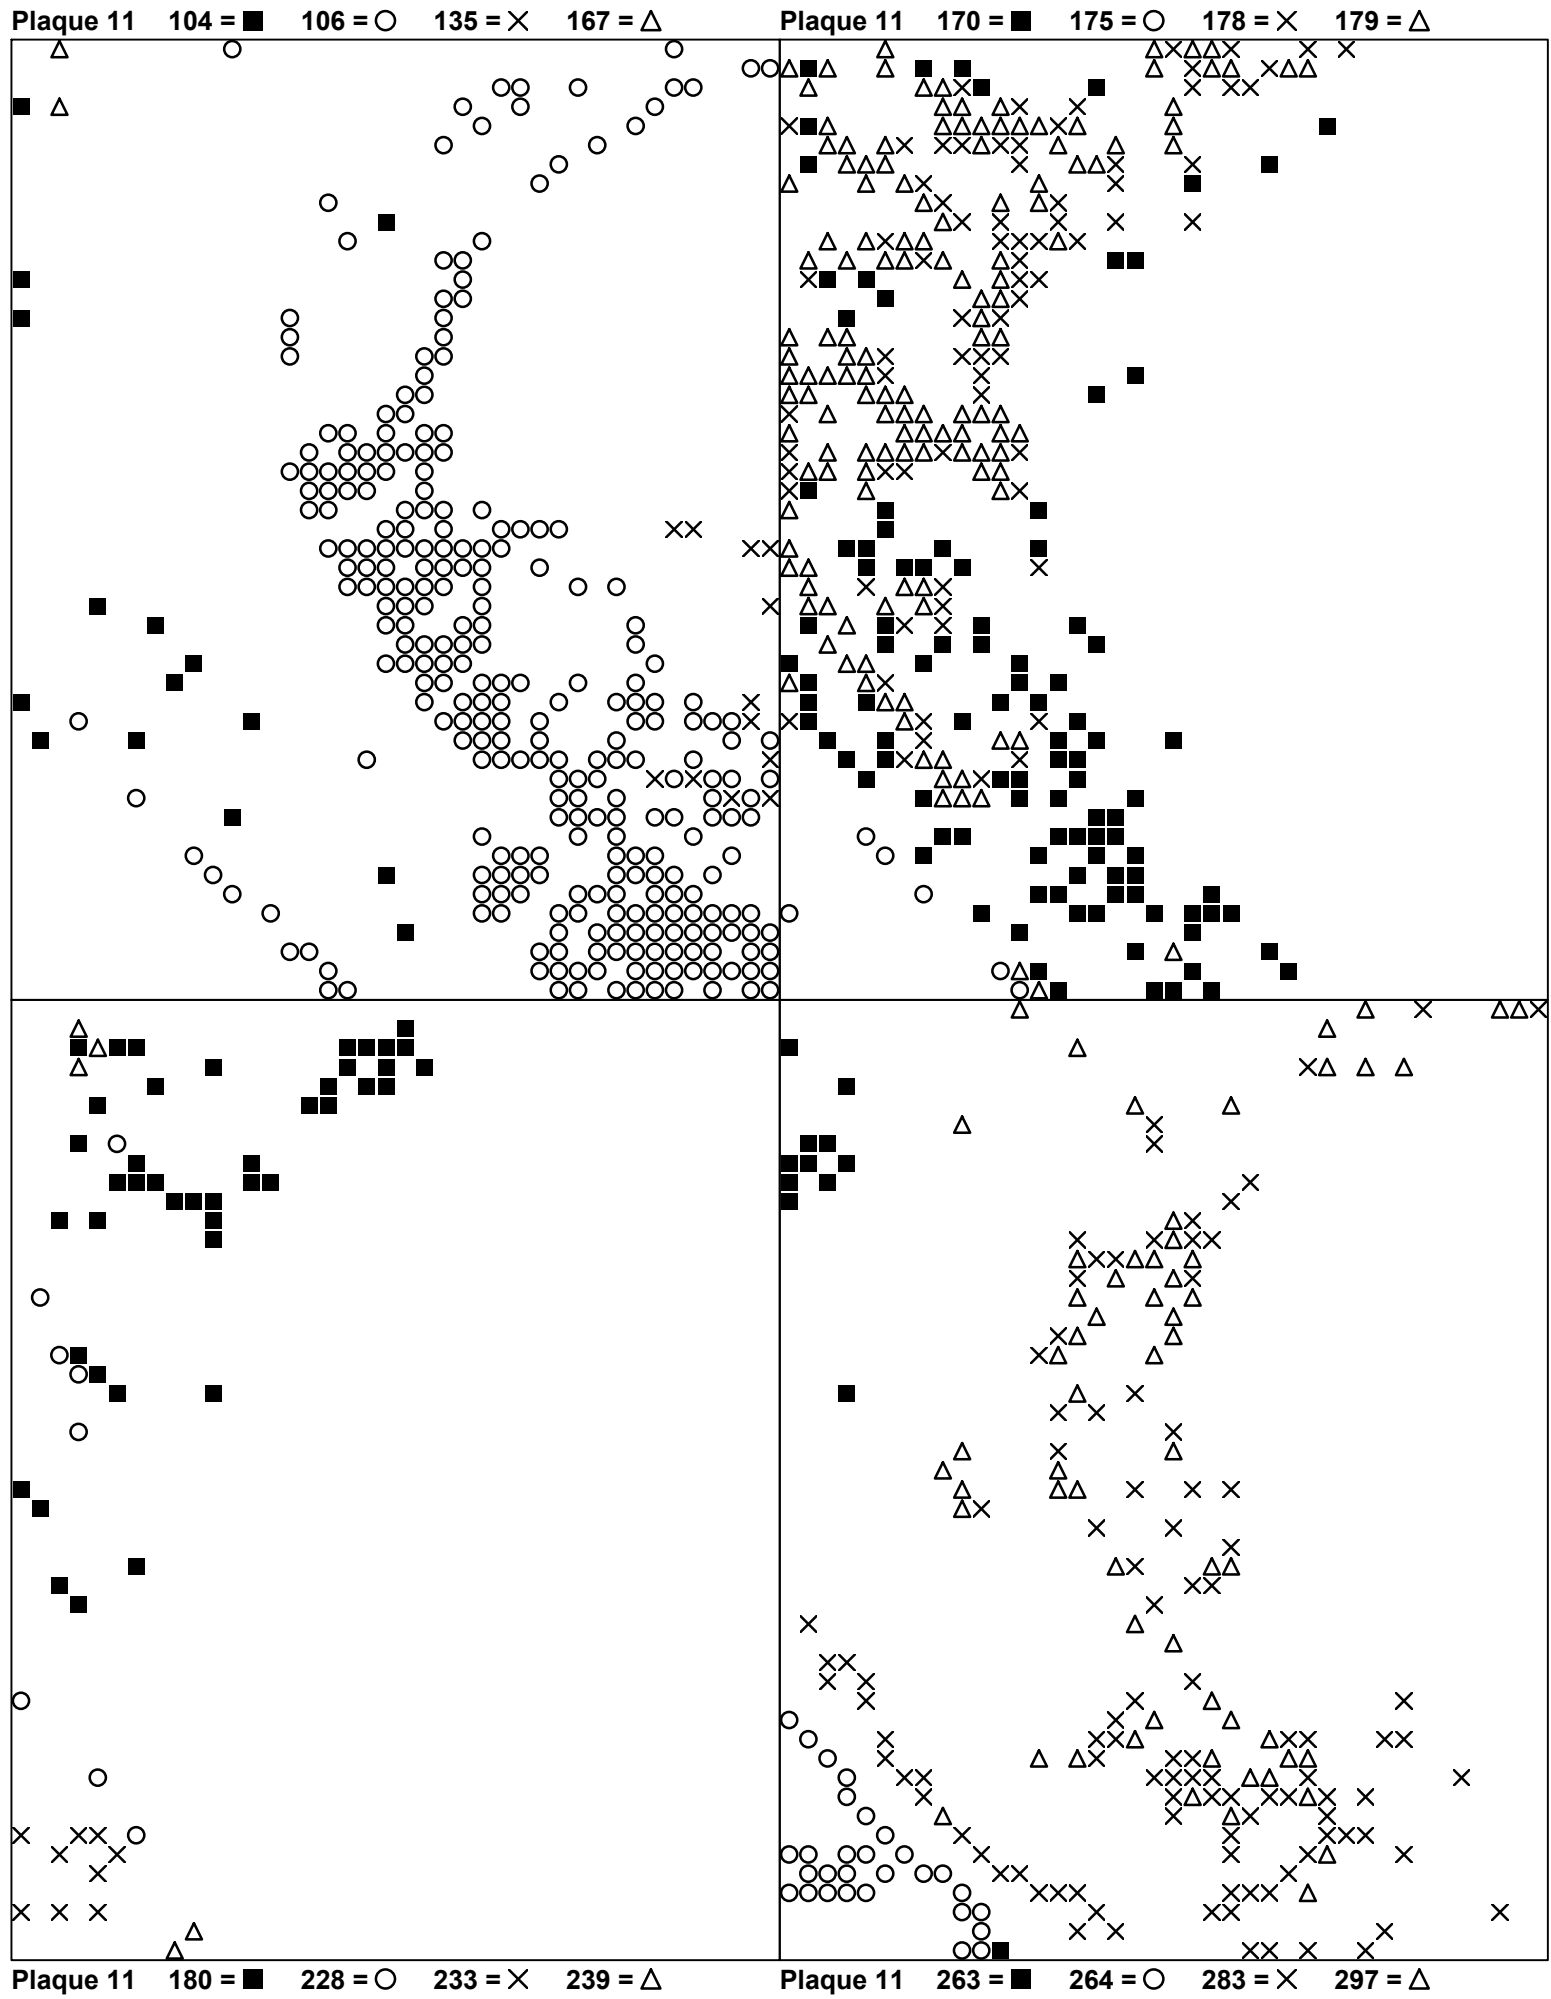 Plaque 11 104 = ■ 106 = ○ 135 = × 167 = △
Plaque 11 170 = ■ 175 = ○ 178 = × 179 = △
Plaque 11 180 = ■ 228 = ○ 233 = × 239 = △
Plaque 11 263 = ■ 264 = ○ 283 = × 297 = △